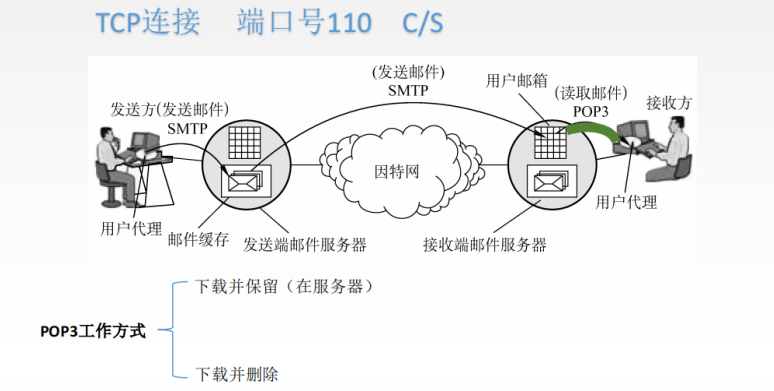 TCP连接 端口号110 C/S
(发送邮件)
SMTP
用户邮箱
(读取邮件)
POP3
接收方
发送方(发送邮件)
SMTP
因特网
用户代理
邮件缓存
发送端邮件服务器
接收端邮件服务器
用户代理
下载并保留（在服务器）
POP3工作方式
下载并删除